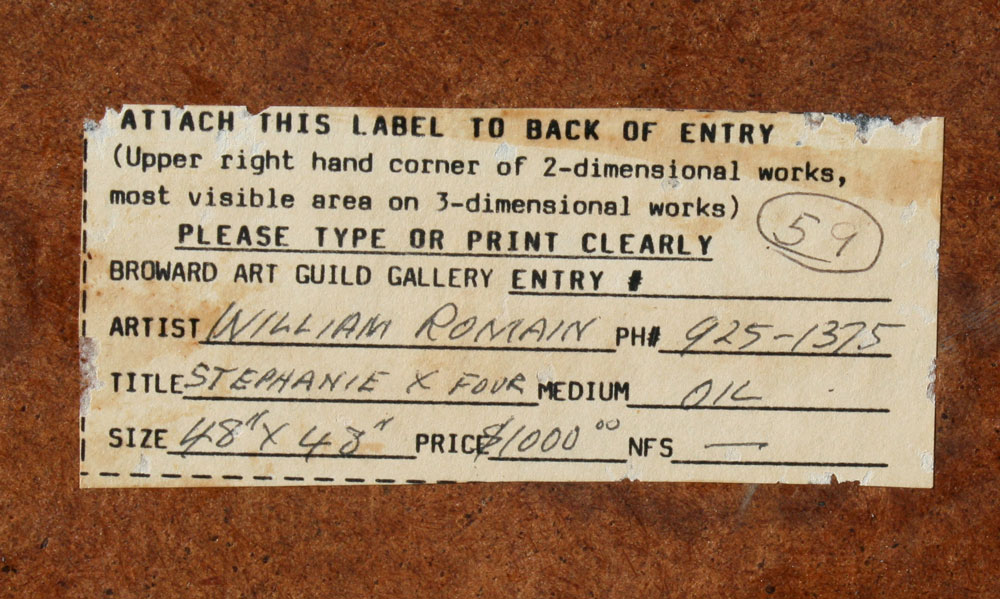 ATTACH THIS LABEL TO BACK OF ENTRY
(Upper right hand corner of 2-dimensional works,
most visible area on 3-dimensional works)
59
PLEASE TYPE OR PRINT CLEARLY
BROWARD ART GUILD GALLERY ENTRY #
ARTIST WILLIAM ROMAIN PH# 925-1375
TITLE STEPHANIE X FOUR MEDIUM OIL
SIZE 48" X 48" PRICE $1000 00 NFS —